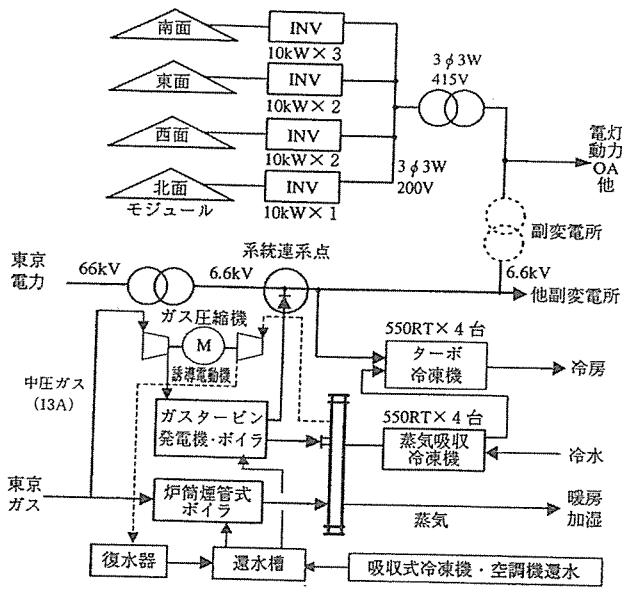 南面
INV
10kW×3
東面
INV
10kW×2
西面
INV
10kW×2
北面
INV
10kW×1
モジュール
3φ3W
415V
3φ3W
200V
電灯
動力
OA
他
副変電所
6.6kV
他副変電所
東京
電力
66kV
6.6kV
系統連系点
ガス圧縮機
M
誘導電動機
中圧ガス
(13A)
ガスタービン
発電機・ボイラ
550RT×4台
ターボ
冷凍機
冷房
550RT×4台
蒸気吸収
冷凍機
冷水
東京
ガス
炉筒煙管式
ボイラ
蒸気
暖房
加湿
復水器
還水槽
吸収式冷凍機・空調機還水